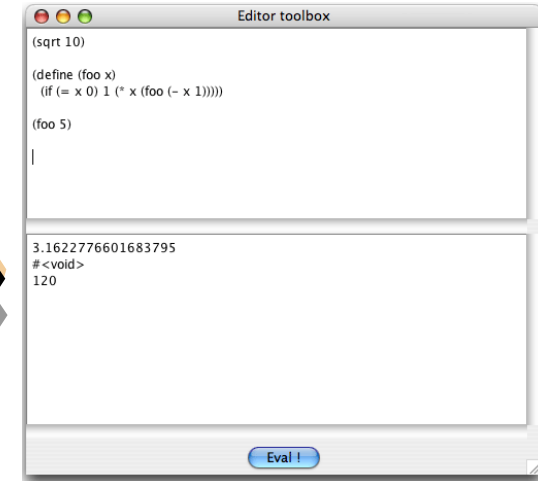 Editor toolbox
(sqrt 10)
(define (foo x)
(if (= x 0) 1 (* x (foo (- x 1)))))
(foo 5)
3.1622776601683795
#<void>
120
Eval !